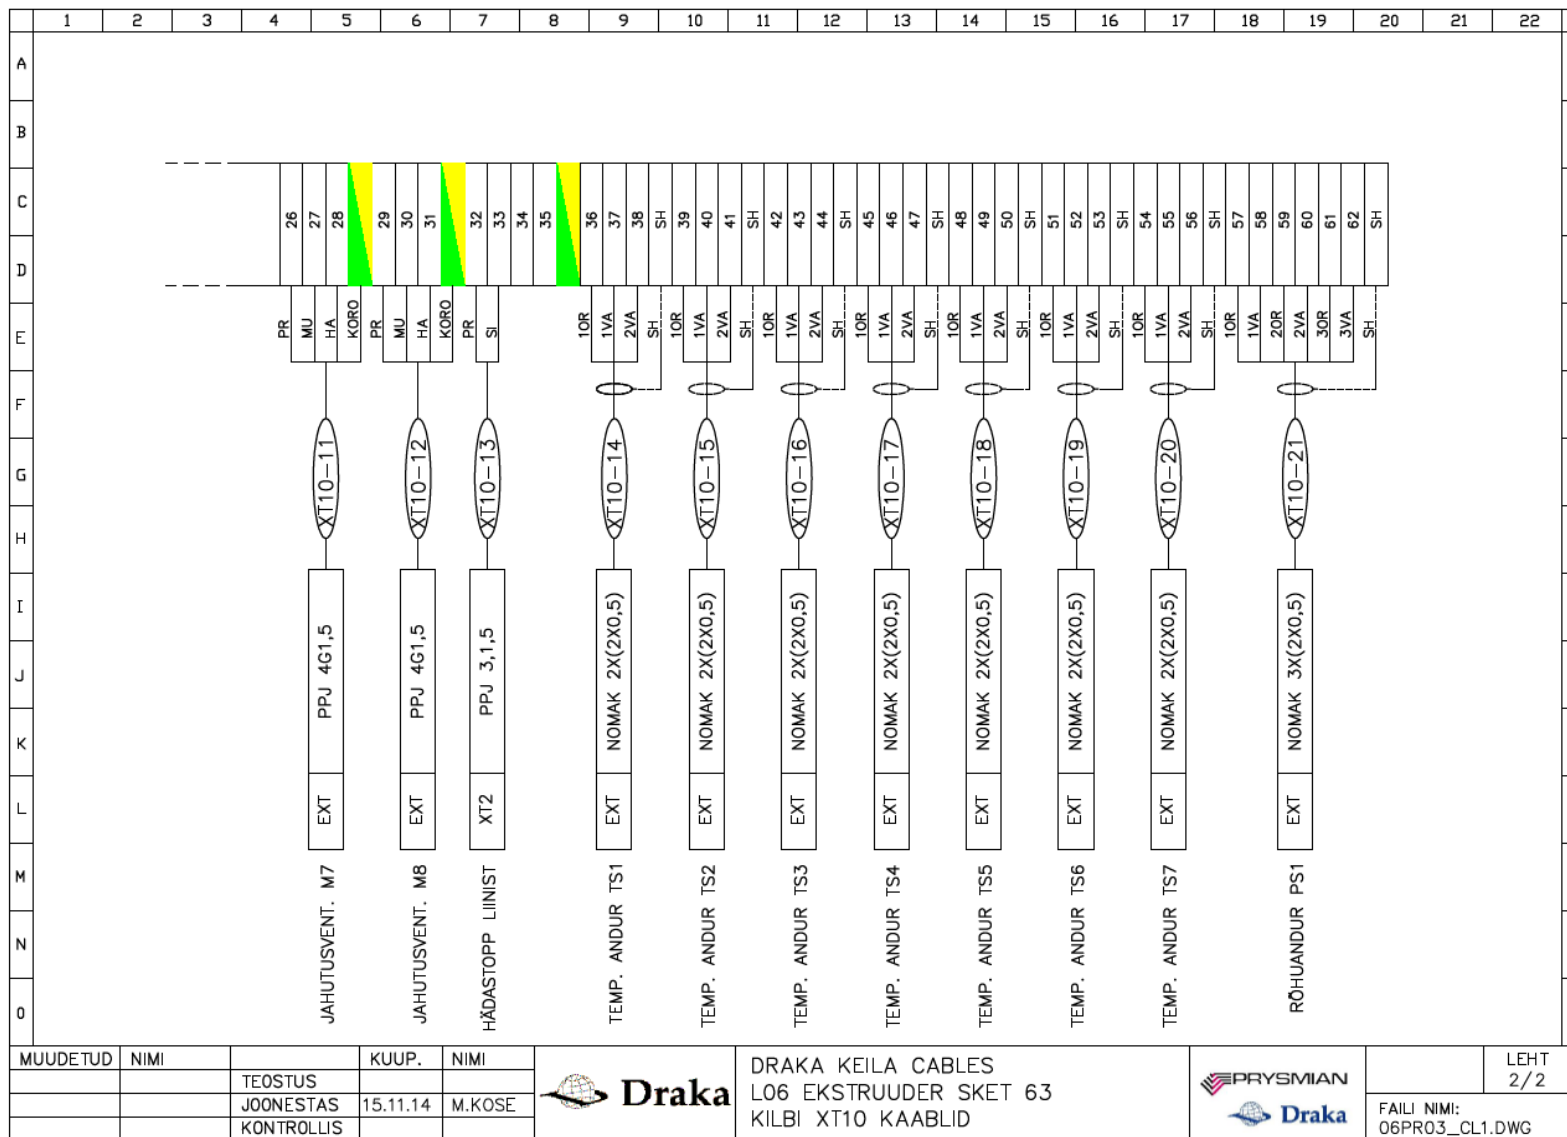 1 2 3 4 5 6 7 8 9 10 11 12 13 14 15 16 17 18 19 20 21 22
A
B
C
D
E
F
G
H
I
J
K
L
M
N
O
26 27 28 29 30 31 32 33 34 35 36 37 38 SH 39 40 41 SH 42 43 44 SH 45 46 47 SH 48 49 50 SH 51 52 53 SH 54 55 56 SH 57 58 59 60 61 62 SH
PR MU HA KORO PR MU HA KORO PR SI 1OR 1VA 2VA SH 1OR 1VA 2VA SH 1OR 1VA 2VA SH 1OR 1VA 2VA SH 1OR 1VA 2VA SH 1OR 1VA 2VA SH 1OR 1VA 2VA SH 1OR 1VA 2OR 2VA 3OR 3VA SH
XT10-11 XT10-12 XT10-13 XT10-14 XT10-15 XT10-16 XT10-17 XT10-18 XT10-19 XT10-20 XT10-21
PPJ 4G1,5 PPJ 4G1,5 PPJ 3,1,5 NOMAK 2X(2X0,5) NOMAK 2X(2X0,5) NOMAK 2X(2X0,5) NOMAK 2X(2X0,5) NOMAK 2X(2X0,5) NOMAK 2X(2X0,5) NOMAK 2X(2X0,5) NOMAK 3X(2X0,5)
EXT EXT XT2 EXT EXT EXT EXT EXT EXT EXT EXT
JAHUTUSVENT. M7
JAHUTUSVENT. M8
HÄDASTOPP LIINIST
TEMP. ANDUR TS1
TEMP. ANDUR TS2
TEMP. ANDUR TS3
TEMP. ANDUR TS4
TEMP. ANDUR TS5
TEMP. ANDUR TS6
TEMP. ANDUR TS7
RÕHUANDUR PS1
MUUDETUD NIMI KUUP. NIMI
TEOSTUS
JOONESTAS 15.11.14 M.KOSE
KONTROLLIS
Draka
DRAKA KEILA CABLES
L06 EKSTRUUDER SKET 63
KILBI XT10 KAABLID
PRYSMIAN
Draka
LEHT
2/2
FAILI NIMI:
06PR03_CL1.DWG